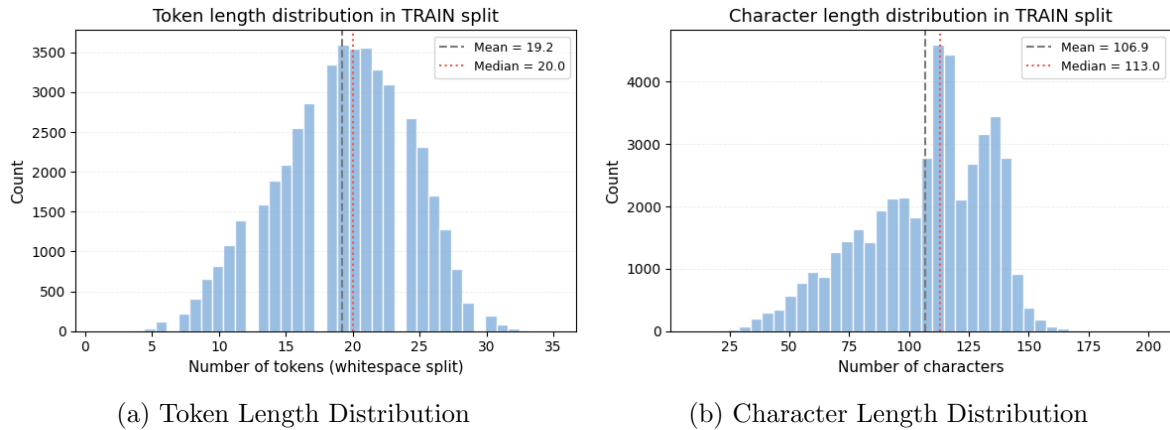 Token length distribution in TRAIN split
Mean = 19.2
Median = 20.0
3500
3000
2500
2000
1500
1000
500
0
Count
0 5 10 15 20 25 30 35
Number of tokens (whitespace split)
(a) Token Length Distribution
Character length distribution in TRAIN split
Mean = 106.9
Median = 113.0
4000
3000
2000
1000
0
Count
25 50 75 100 125 150 175 200
Number of characters
(b) Character Length Distribution